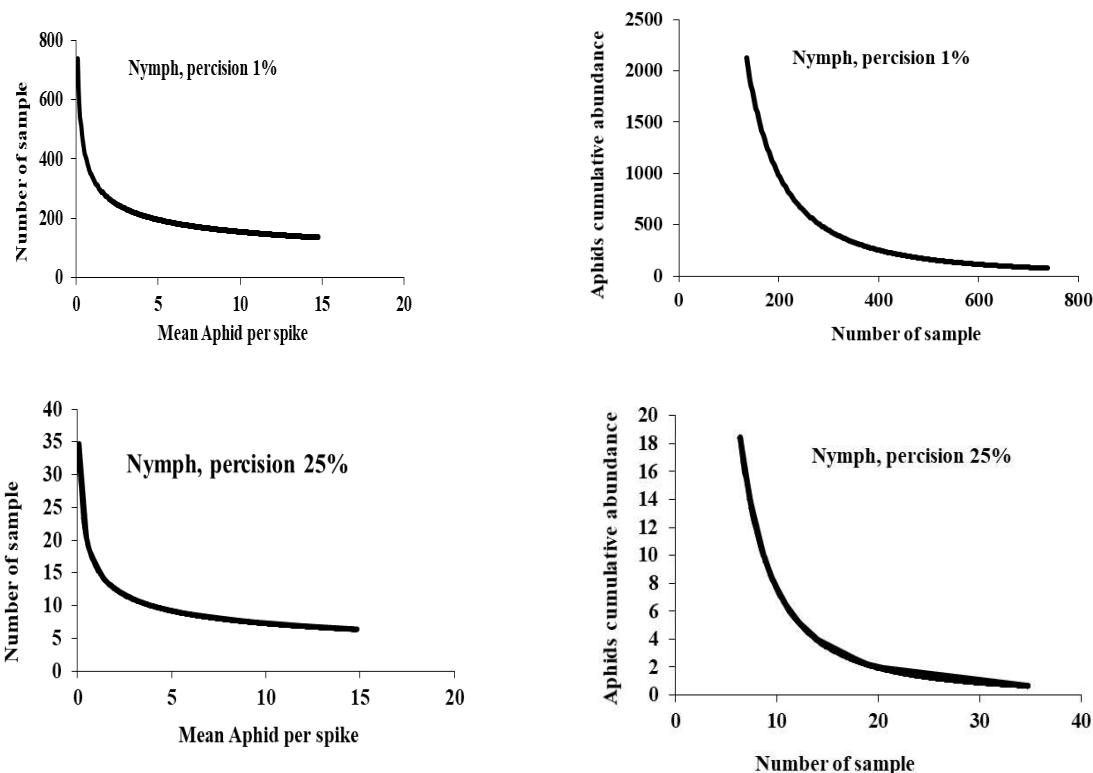 Nymph, percision 1%
Number of sample
800
600
400
200
0
0 5 10 15 20
Mean Aphid per spike
Nymph, percision 1%
Aphids cumulative abundance
2500
2000
1500
1000
500
0
0 200 400 600 800
Number of sample
Nymph, percision 25%
Number of sample
40
35
30
25
20
15
10
5
0
0 5 10 15 20
Mean Aphid per spike
Nymph, percision 25%
Aphids cumulative abundance
20
18
16
14
12
10
8
6
4
2
0
0 10 20 30 40
Number of sample